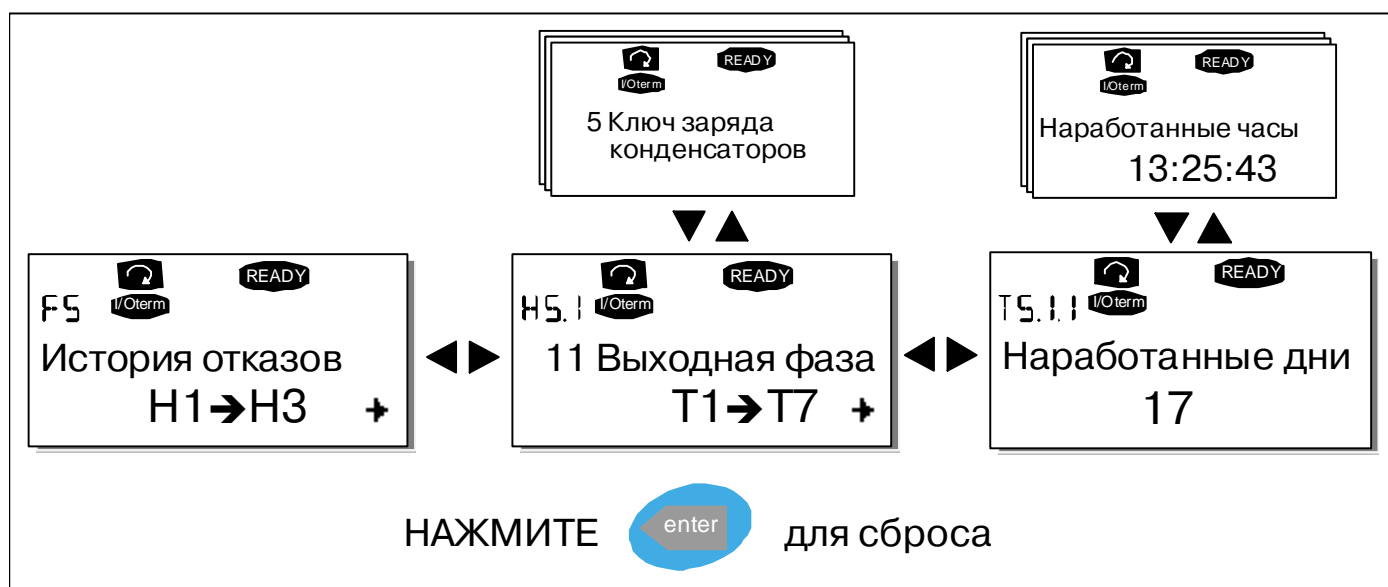 READY
I/Oterm
5 Ключ заряда
конденсаторов
READY
I/Oterm
Наработанные часы
13:25:43
READY
F5 I/Oterm
История отказов
H1➔H3
READY
H5.1 I/Oterm
11 Выходная фаза
T1➔T7
READY
T5.1.1 I/Oterm
Наработанные дни
17
НАЖМИТЕ enter для сброса